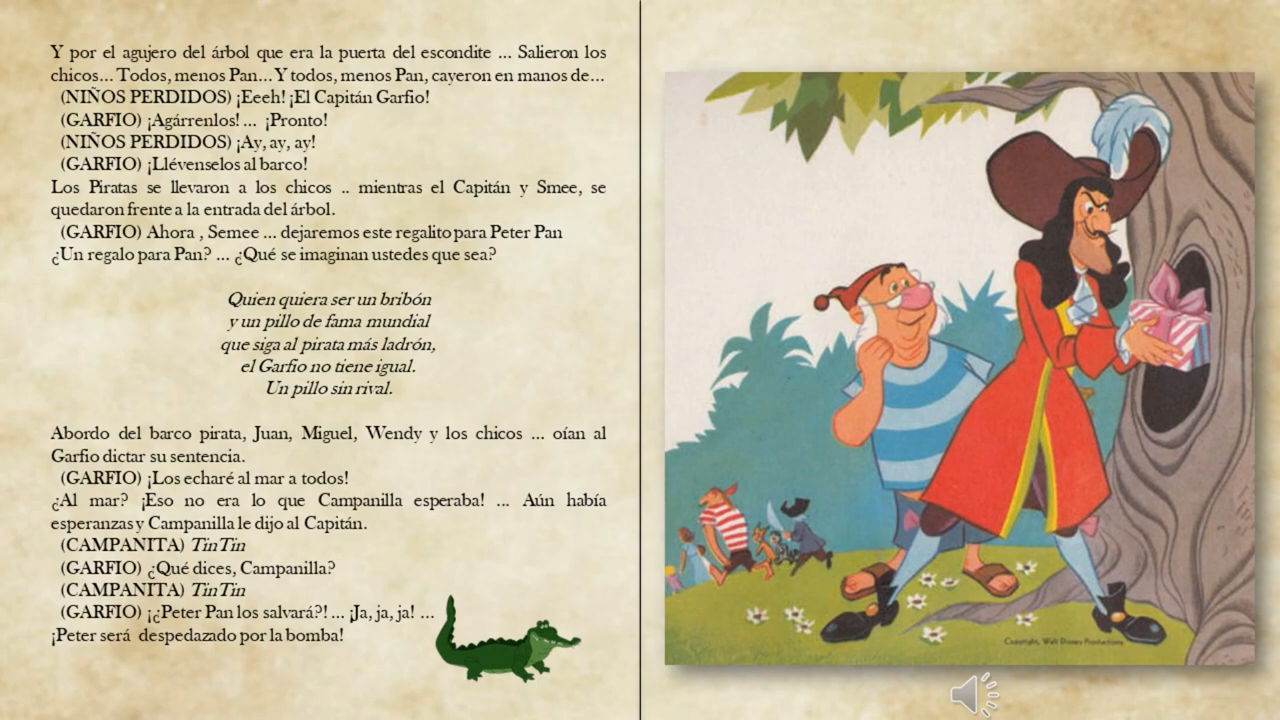 Y por el agujero del árbol que era la puerta del escondite ... Salieron los
chicos... Todos, menos Pan... Y todos, menos Pan, cayeron en manos de...
(NIÑOS PERDIDOS) ¡Eeeh! ¡El Capitán Garfio!
(GARFIO) ¡Agárrenlos! ... ¡Pronto!
(NIÑOS PERDIDOS) ¡Ay, ay, ay!
(GARFIO) ¡Llévenselos al barco!
Los Piratas se llevaron a los chicos .. mientras el Capitán y Smee, se
quedaron frente a la entrada del árbol.
(GARFIO) Ahora , Semee ... dejaremos este regalito para Peter Pan
¿Un regalo para Pan? ... ¿Qué se imaginan ustedes que sea?
Quien quiera ser un bribón
y un pillo de fama mundial
que siga al pirata más ladrón,
el Garfio no tiene igual.
Un pillo sin rival.
Abordo del barco pirata, Juan, Miguel, Wendy y los chicos ... oían al
Garfio dictar su sentencia.
(GARFIO) ¡Los echaré al mar a todos!
¿Al mar? ¡Eso no era lo que Campanilla esperaba! ... Aún había
esperanzas y Campanilla le dijo al Capitán.
(CAMPANITA) TinTin
(GARFIO) ¿Qué dices, Campanilla?
(CAMPANITA) TinTin
(GARFIO) ¡¿Peter Pan los salvará?! ... ¡Ja, ja, ja! ...
¡Peter será despedazado por la bomba!
Copyright, Walt Disney Productions